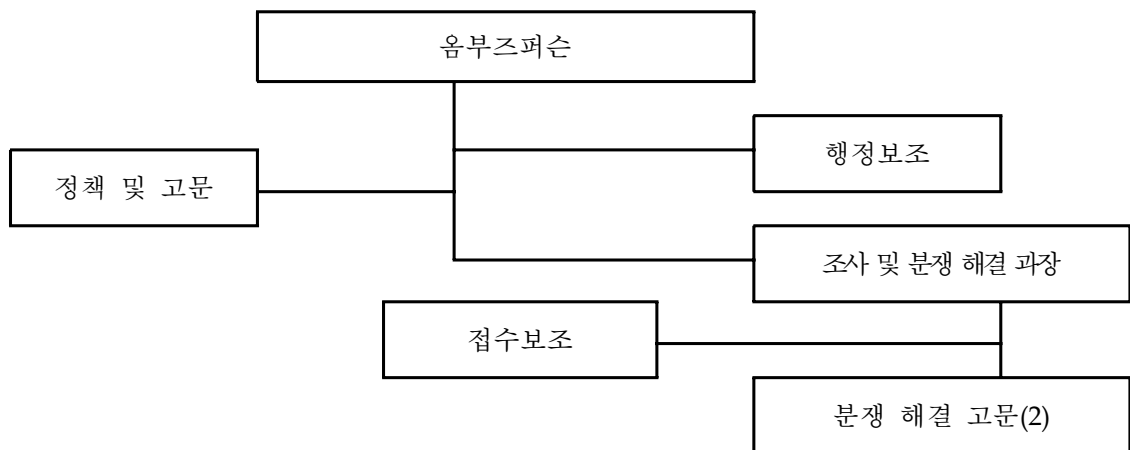 옴부즈퍼슨
행정보조
정책 및 고문
조사 및 분쟁 해결 과장
접수보조
분쟁 해결 고문(2)